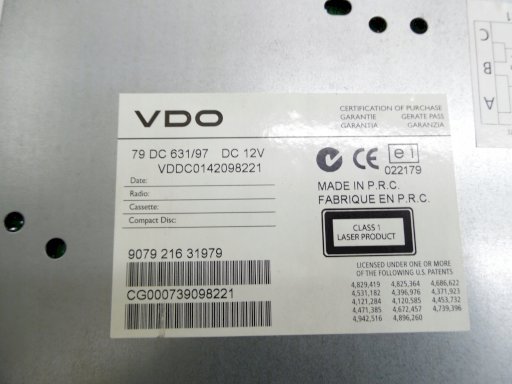 VDO
CERTIFICATION OF PURCHASE
GARANTIE GERATE PASS
GARANTIE GARANZIA
79 DC 631/97 DC 12V
VDDC0142098221
Date:
Radio:
Cassette:
Compact Disc:
CE
e1
022179
MADE IN P.R.C.
FABRIQUE EN P.R.C.
CLASS 1
LASER PRODUCT
9079 216 31979
CG000739098221
LICENSED UNDER ONE OR MORE
OF THE FOLLOWING U.S. PATENTS
4,829,419 4,825,364 4,686,622
4,531,182 4,396,976 4,371,923
4,121,284 4,120,585 4,453,732
4,471,385 4,672,457 4,739,396
4,942,516 4,896,260
A B C
1